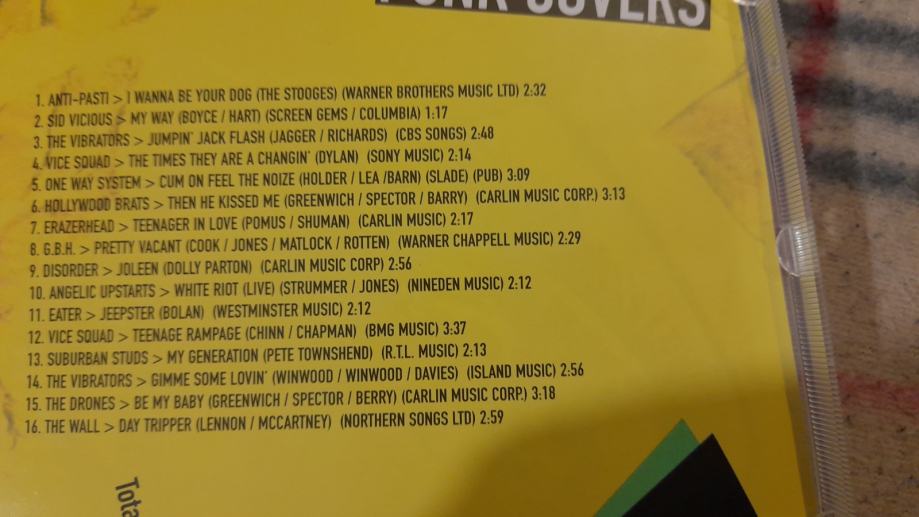 PUNK COVERS
1. ANTI-PASTI > I WANNA BE YOUR DOG (THE STOOGES) (WARNER BROTHERS MUSIC LTD) 2:32
2. SID VICIOUS > MY WAY (BOYCE / HART) (SCREEN GEMS / COLUMBIA) 1:17
3. THE VIBRATORS > JUMPIN' JACK FLASH (JAGGER / RICHARDS) (CBS SONGS) 2:48
4. VICE SQUAD > THE TIMES THEY ARE A CHANGIN' (DYLAN) (SONY MUSIC) 2:14
5. ONE WAY SYSTEM > CUM ON FEEL THE NOIZE (HOLDER / LEA /BARN) (SLADE) (PUB) 3:09
6. HOLLYWOOD BRATS > THEN HE KISSED ME (GREENWICH / SPECTOR / BARRY) (CARLIN MUSIC CORP.) 3:13
7. ERAZERHEAD > TEENAGER IN LOVE (POMUS / SHUMAN) (CARLIN MUSIC) 2:17
8. G.B.H. > PRETTY VACANT (COOK / JONES / MATLOCK / ROTTEN) (WARNER CHAPPELL MUSIC) 2:29
9. DISORDER > JOLEEN (DOLLY PARTON) (CARLIN MUSIC CORP) 2:56
10. ANGELIC UPSTARTS > WHITE RIOT (LIVE) (STRUMMER / JONES) (NINEDEN MUSIC) 2:12
11. EATER > JEEPSTER (BOLAN) (WESTMINSTER MUSIC) 2:12
12. VICE SQUAD > TEENAGE RAMPAGE (CHINN / CHAPMAN) (BMG MUSIC) 3:37
13. SUBURBAN STUDS > MY GENERATION (PETE TOWNSHEND) (R.T.L. MUSIC) 2:13
14. THE VIBRATORS > GIMME SOME LOVIN' (WINWOOD / WINWOOD / DAVIES) (ISLAND MUSIC) 2:56
15. THE DRONES > BE MY BABY (GREENWICH / SPECTOR / BERRY) (CARLIN MUSIC CORP.) 3:18
16. THE WALL > DAY TRIPPER (LENNON / MCCARTNEY) (NORTHERN SONGS LTD) 2:59